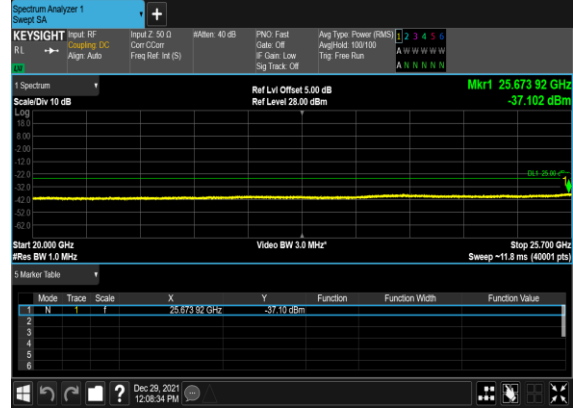 Spectrum Analyzer 1
Swept SA
+
KEYSIGHT Input: RF Input Z: 50 Ω #Atten: 40 dB PNO: Fast Avg Type: Power (RMS) 1 2 3 4 5 6
RL Coupling: DC Corr CCorr Gate: Off Avg|Hold: 100/100 A W W W W W
Align: Auto Freq Ref: Int (S) IF Gain: Low Trig: Free Run
Sig Track: Off A N N N N N
1 Spectrum Ref Lvl Offset 5.00 dB Mkr1 25.673 92 GHz
Scale/Div 10 dB Ref Level 28.00 dBm -37.102 dBm
Log
18.0
8.00
-2.00
-12.0
-22.0 1
-32.0
-42.0
-52.0
-62.0
Start 20.000 GHz Video BW 3.0 MHz* Stop 25.700 GHz
#Res BW 1.0 MHz Sweep ~11.8 ms (40001 pts)
5 Marker Table
Mode Trace Scale X Y Function Function Width Function Value
1 N 1 f 25.673 92 GHz -37.10 dBm
2
3
4
5
6
? Dec 29, 2021
12:08:34 PM